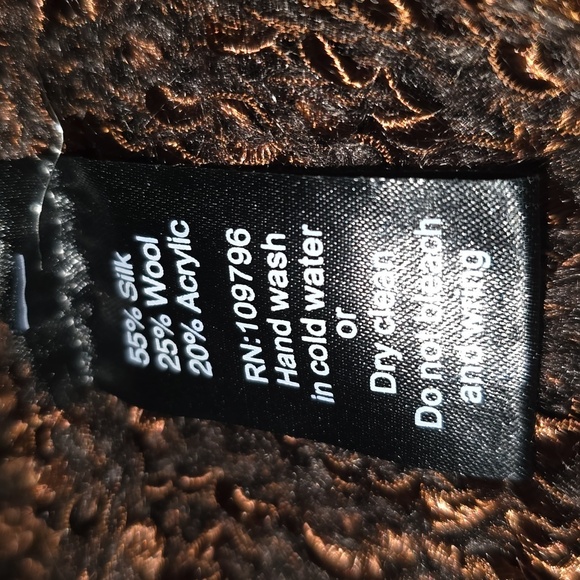 55% Silk
25% Wool
20% Acrylic
RN:109796
Hand wash
in cold water
or
Dry clean
Do not bleach
and wring